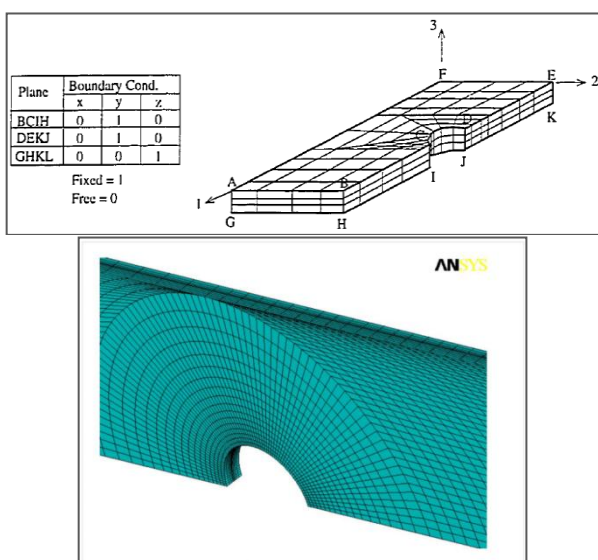 Plane Boundary Cond.
x y z
BCIH 0 1 0
DEKJ 0 1 0
GHKL 0 0 1
Fixed = 1
Free = 0
3
F E 2
K
D
C
J
A B I
1
G H
ANSYS